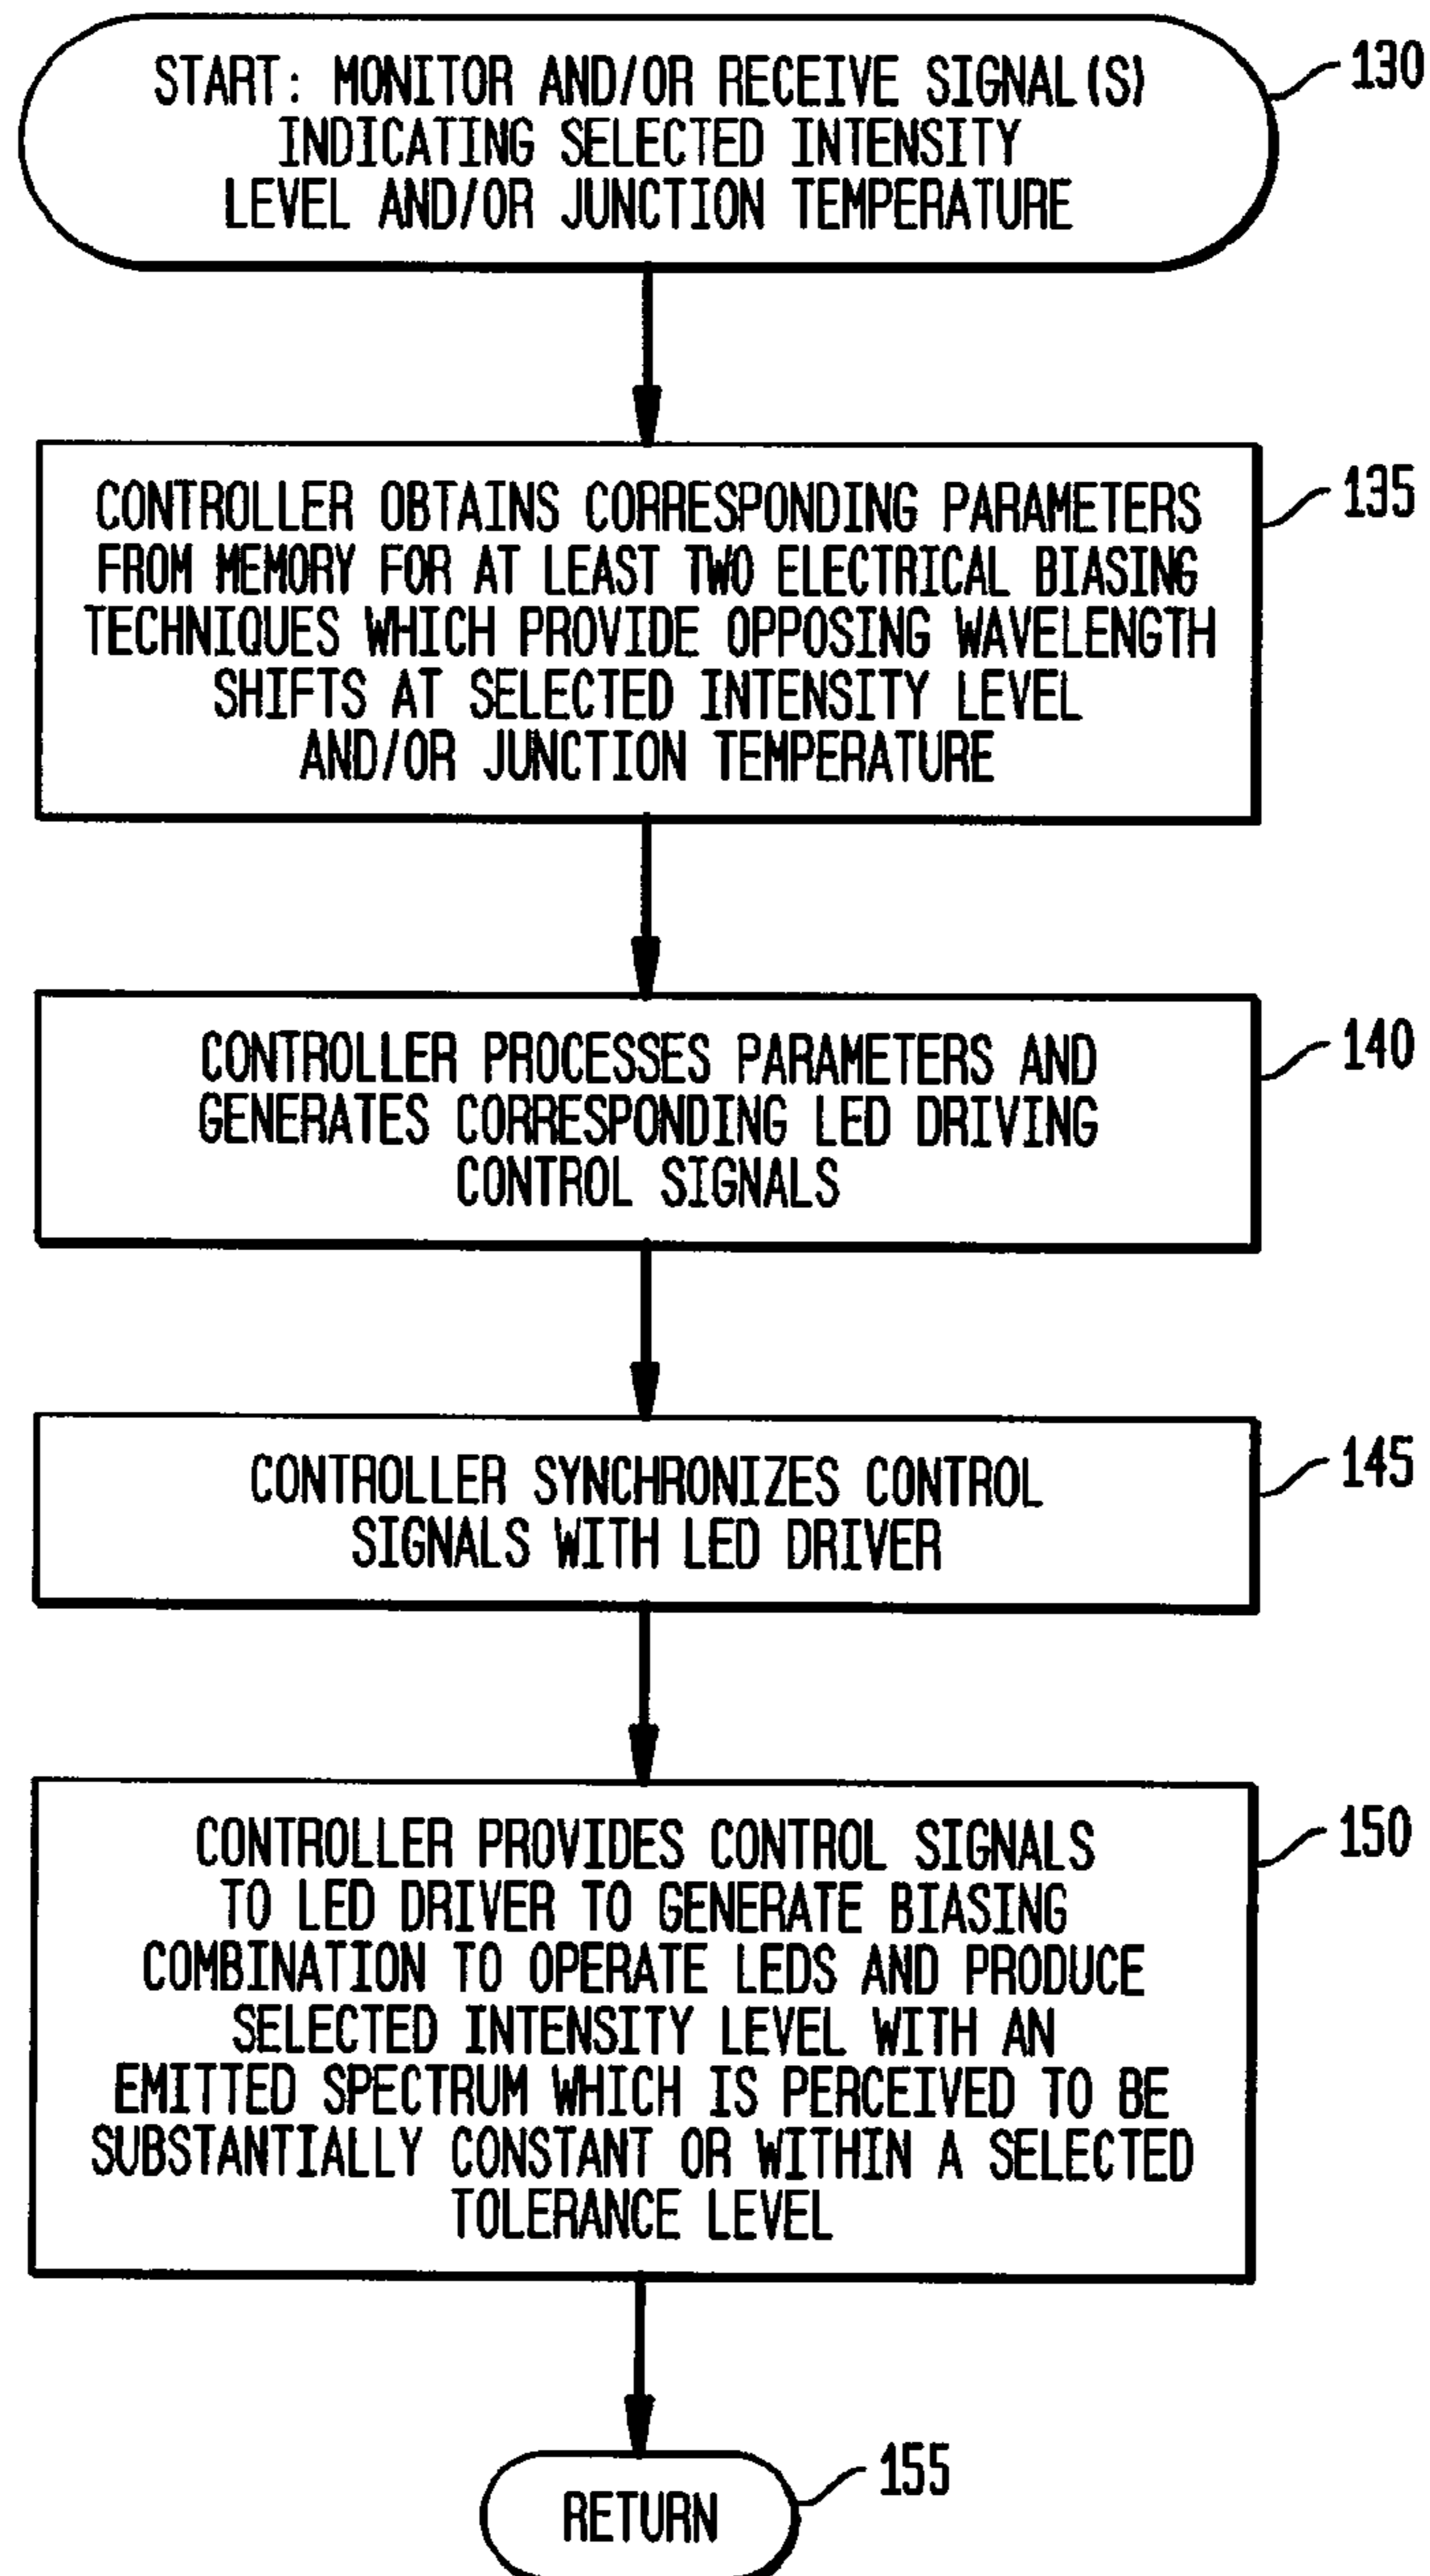 START: MONITOR AND/OR RECEIVE SIGNAL(S)
INDICATING SELECTED INTENSITY
LEVEL AND/OR JUNCTION TEMPERATURE
130
CONTROLLER OBTAINS CORRESPONDING PARAMETERS
FROM MEMORY FOR AT LEAST TWO ELECTRICAL BIASING
TECHNIQUES WHICH PROVIDE OPPOSING WAVELENGTH
SHIFTS AT SELECTED INTENSITY LEVEL
AND/OR JUNCTION TEMPERATURE
135
CONTROLLER PROCESSES PARAMETERS AND
GENERATES CORRESPONDING LED DRIVING
CONTROL SIGNALS
140
CONTROLLER SYNCHRONIZES CONTROL
SIGNALS WITH LED DRIVER
145
CONTROLLER PROVIDES CONTROL SIGNALS
TO LED DRIVER TO GENERATE BIASING
COMBINATION TO OPERATE LEDS AND PRODUCE
SELECTED INTENSITY LEVEL WITH AN
EMITTED SPECTRUM WHICH IS PERCEIVED TO BE
SUBSTANTIALLY CONSTANT OR WITHIN A SELECTED
TOLERANCE LEVEL
150
RETURN
155